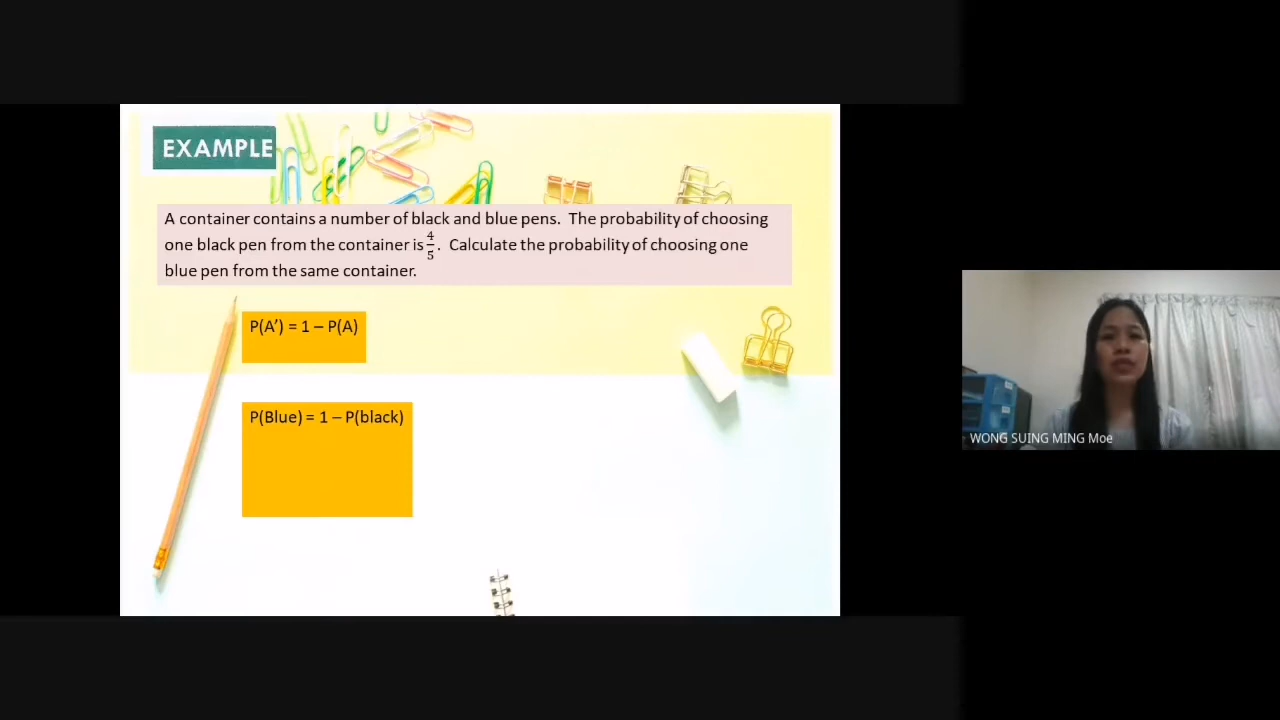 EXAMPLE
A container contains a number of black and blue pens. The probability of choosing
one black pen from the container is 4/5. Calculate the probability of choosing one
blue pen from the same container.
P(A’) = 1 – P(A)
P(Blue) = 1 – P(black)
WONG SUING MING Moe